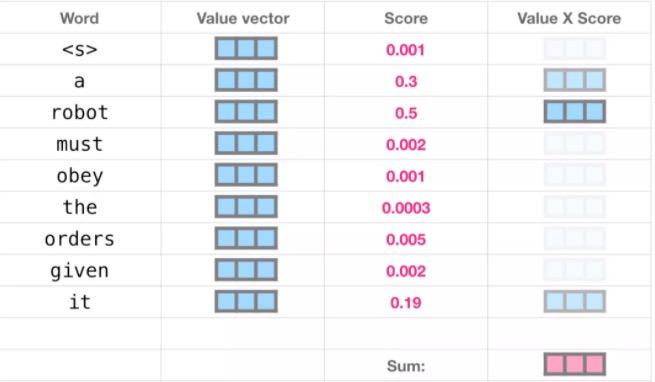 Word Value vector Score Value X Score
<s> 0.001
a 0.3
robot 0.5
must 0.002
obey 0.001
the 0.0003
orders 0.005
given 0.002
it 0.19
Sum: